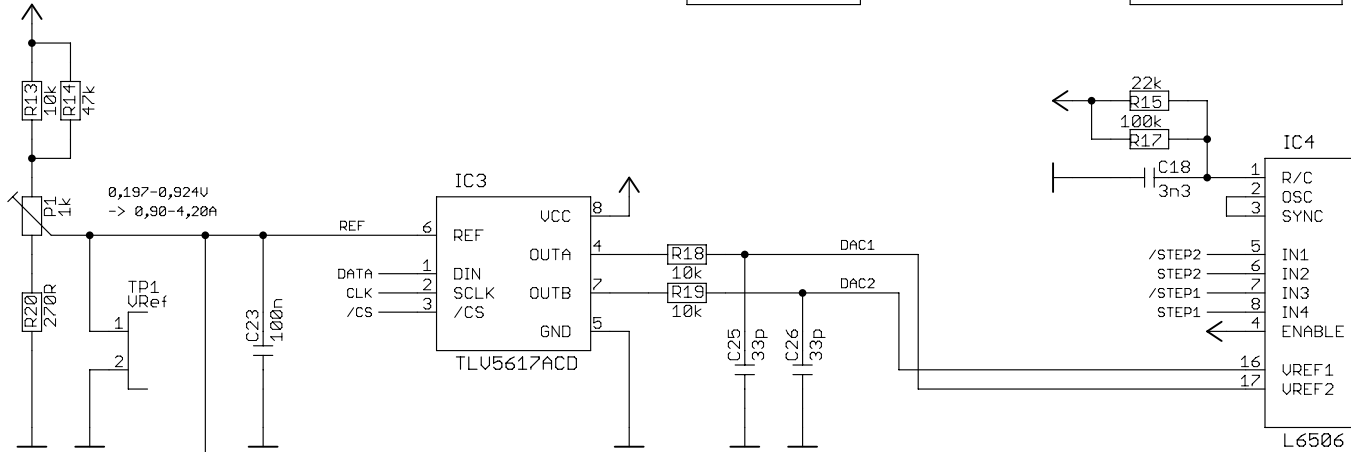 R13
10k
R14
47k
P1
1k
0,197-0,924V
-> 0,90-4,20A
R20
270R
TP1
VRef
1
2
C23
100n
REF
DATA
CLK
/CS
IC3
6
1
2
3
REF
DIN
SCLK
/CS
VCC
OUTA
OUTB
GND
8
4
7
5
TLV5617ACD
R18
10k
R19
10k
DAC1
DAC2
C25
33p
C26
33p
22k
R15
100k
R17
C18
3n3
/STEP2
STEP2
/STEP1
STEP1
IC4
1 R/C
2 OSC
3 SYNC
5 IN1
6 IN2
7 IN3
8 IN4
4 ENABLE
16 VREF1
17 VREF2
L6506